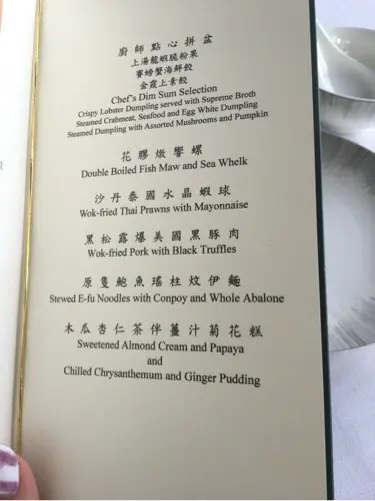 廚師點心拼盆
上湯龍蝦脆粉果
賽螃蟹海鮮餃
金霞上素餃
Chef's Dim Sum Selection
Crispy Lobster Dumpling served with Supreme Broth
Steamed Crabmeat, Seafood and Egg White Dumpling
Steamed Dumpling with Assorted Mushrooms and Pumpkin
花膠燉響螺
Double Boiled Fish Maw and Sea Whelk
沙丹泰國水晶蝦球
Wok-fried Thai Prawns with Mayonnaise
黑松露爆美國黑豚肉
Wok-fried Pork with Black Truffles
原隻鮑魚瑤柱炆伊麵
Stewed E-fu Noodles with Conpoy and Whole Abalone
木瓜杏仁茶伴薑汁菊花糕
Sweetened Almond Cream and Papaya
and
Chilled Chrysanthemum and Ginger Pudding